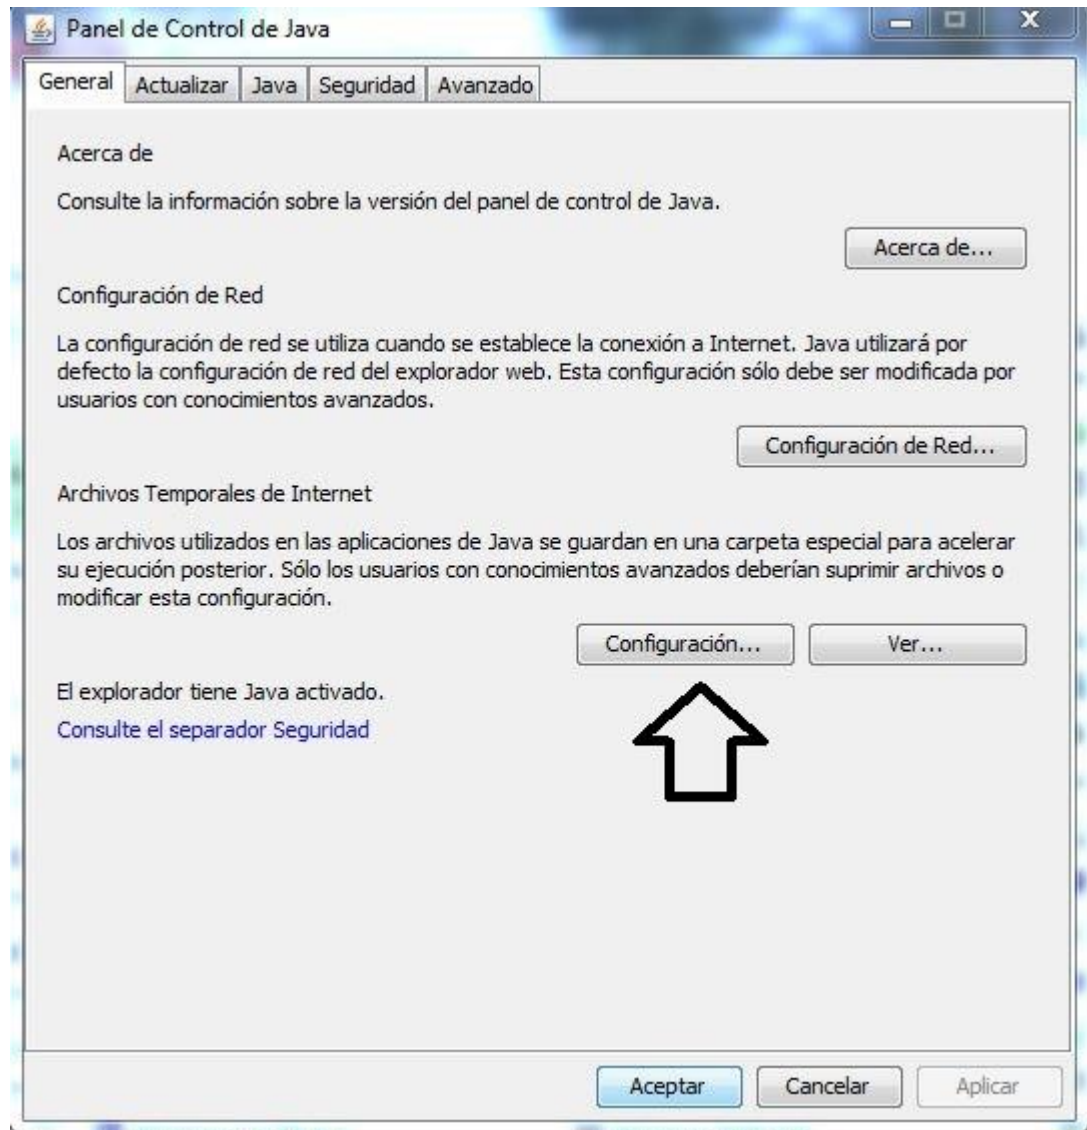 Panel de Control de Java
General Actualizar Java Seguridad Avanzado
Acerca de
Consulte la información sobre la versión del panel de control de Java.
Acerca de...
Configuración de Red
La configuración de red se utiliza cuando se establece la conexión a Internet. Java utilizará por
defecto la configuración de red del explorador web. Esta configuración sólo debe ser modificada por
usuarios con conocimientos avanzados.
Configuración de Red...
Archivos Temporales de Internet
Los archivos utilizados en las aplicaciones de Java se guardan en una carpeta especial para acelerar
su ejecución posterior. Sólo los usuarios con conocimientos avanzados deberían suprimir archivos o
modificar esta configuración.
Configuración... Ver...
El explorador tiene Java activado.
Consulte el separador Seguridad
Aceptar Cancelar Aplicar